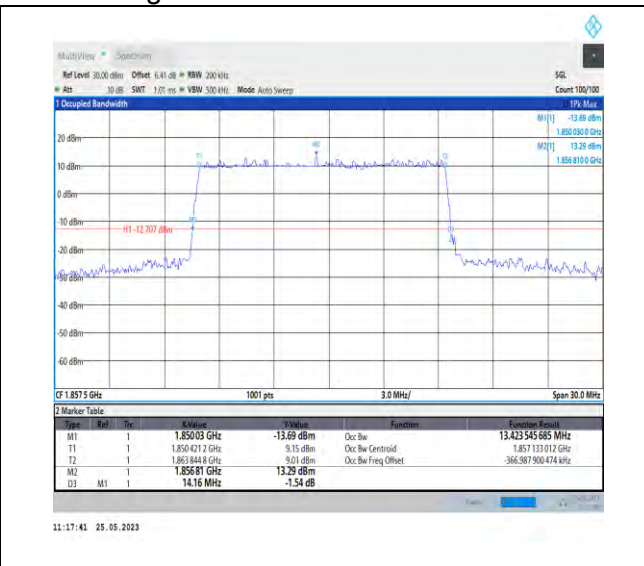 MultiView Spectrum
Ref Level 30.00 dBm Offset 6.41 dB RBW 200 kHz SGL
Att 30 dB SWT 1.01 ms VBW 500 kHz Mode Auto Sweep Count 100/100
1 Occupied Bandwidth 1Pk Max
M1[1] -13.69 dBm
1.850 030 0 GHz
20 dBm M2[1] 13.29 dBm
1.856 810 0 GHz
M2
T1 T2
10 dBm
0 dBm
-10 dBm
M1 D3
H1 -12.707 dBm
-20 dBm
-30 dBm
-40 dBm
-50 dBm
-60 dBm
CF 1.857 5 GHz 1001 pts 3.0 MHz/ Span 30.0 MHz
2 Marker Table
Type Ref Trc X-Value Y-Value Function Function Result
M1 1 1.85003 GHz -13.69 dBm Occ Bw 13.423 545 685 MHz
T1 1 1.850 421 2 GHz 9.15 dBm Occ Bw Centroid 1.857 133 012 GHz
T2 1 1.863 844 8 GHz 9.01 dBm Occ Bw Freq Offset -366.987 900 474 kHz
M2 1 1.856 81 GHz 13.29 dBm
D3 M1 1 14.16 MHz -1.54 dB
11:17:41 25.05.2023